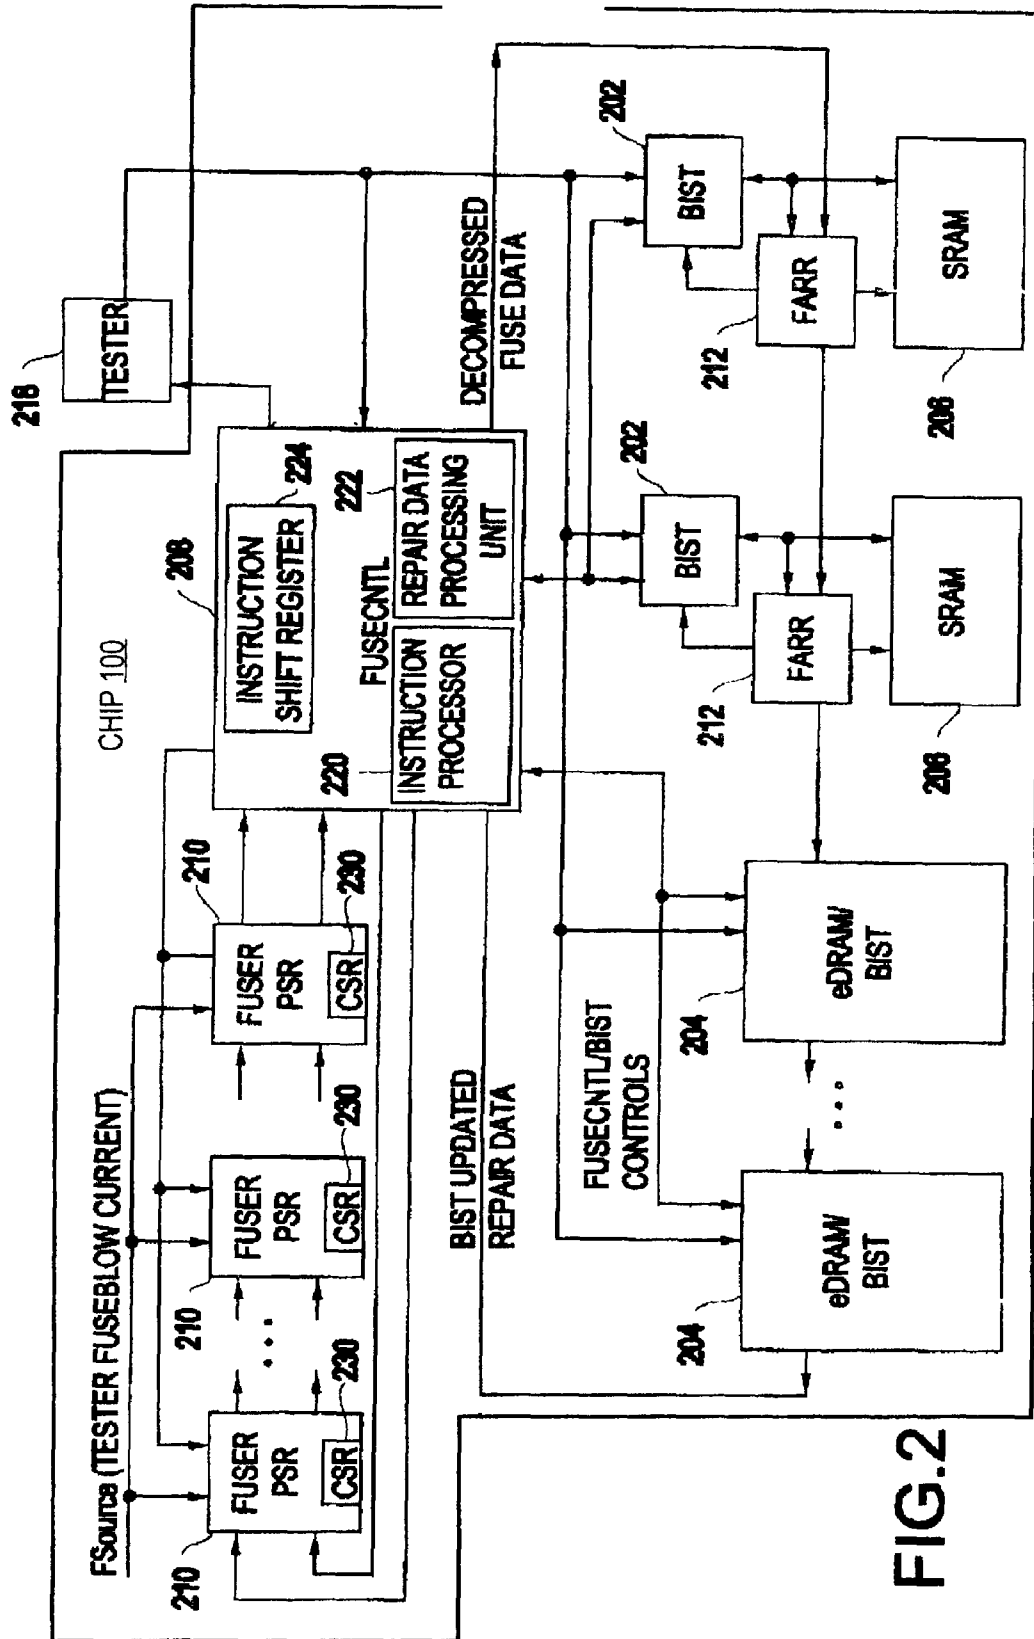 CHIP 100
FSource (TESTER FUSEBLOW CURRENT)
210
FUSER
PSR
CSR
230
210
FUSER
PSR
CSR
230
210
FUSER
PSR
CSR
230
208
INSTRUCTION
SHIFT REGISTER
224
FUSECNTL
220
INSTRUCTION
PROCESSOR
222
REPAIR DATA
PROCESSING
UNIT
218
TESTER
BIST UPDATED
REPAIR DATA
FUSECNTL/BIST
CONTROLS
DECOMPRESSED
FUSE DATA
204
eDRAM/
BIST
204
eDRAM/
BIST
202
BIST
212
FARR
SRAM
206
202
BIST
212
FARR
SRAM
206
FIG.2